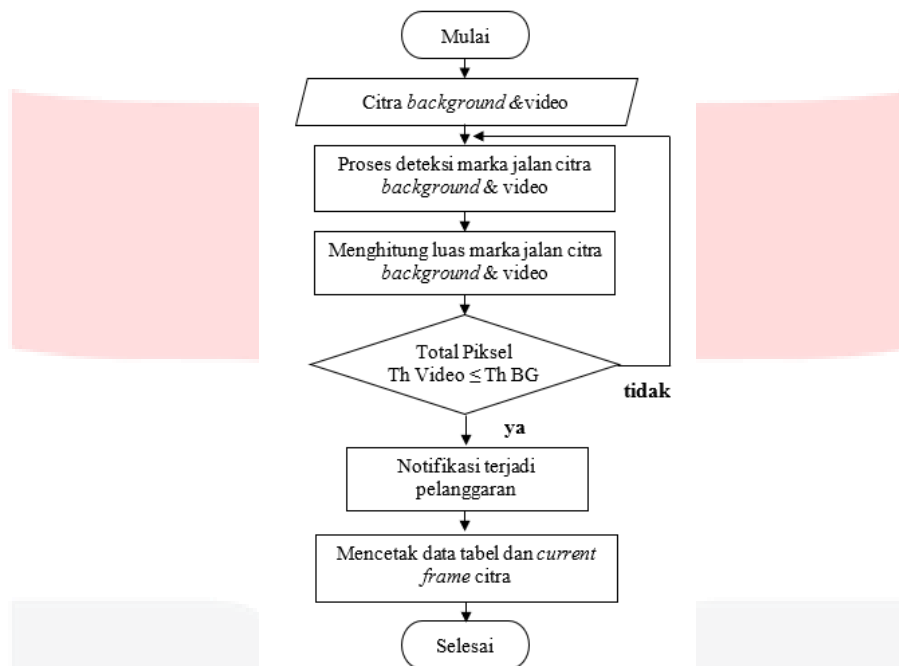 Mulai
Citra background &video
Proses deteksi marka jalan citra
background & video
Menghitung luas marka jalan citra
background & video
Total Piksel
Th Video ≤ Th BG
tidak
ya
Notifikasi terjadi
pelanggaran
Mencetak data tabel dan current
frame citra
Selesai